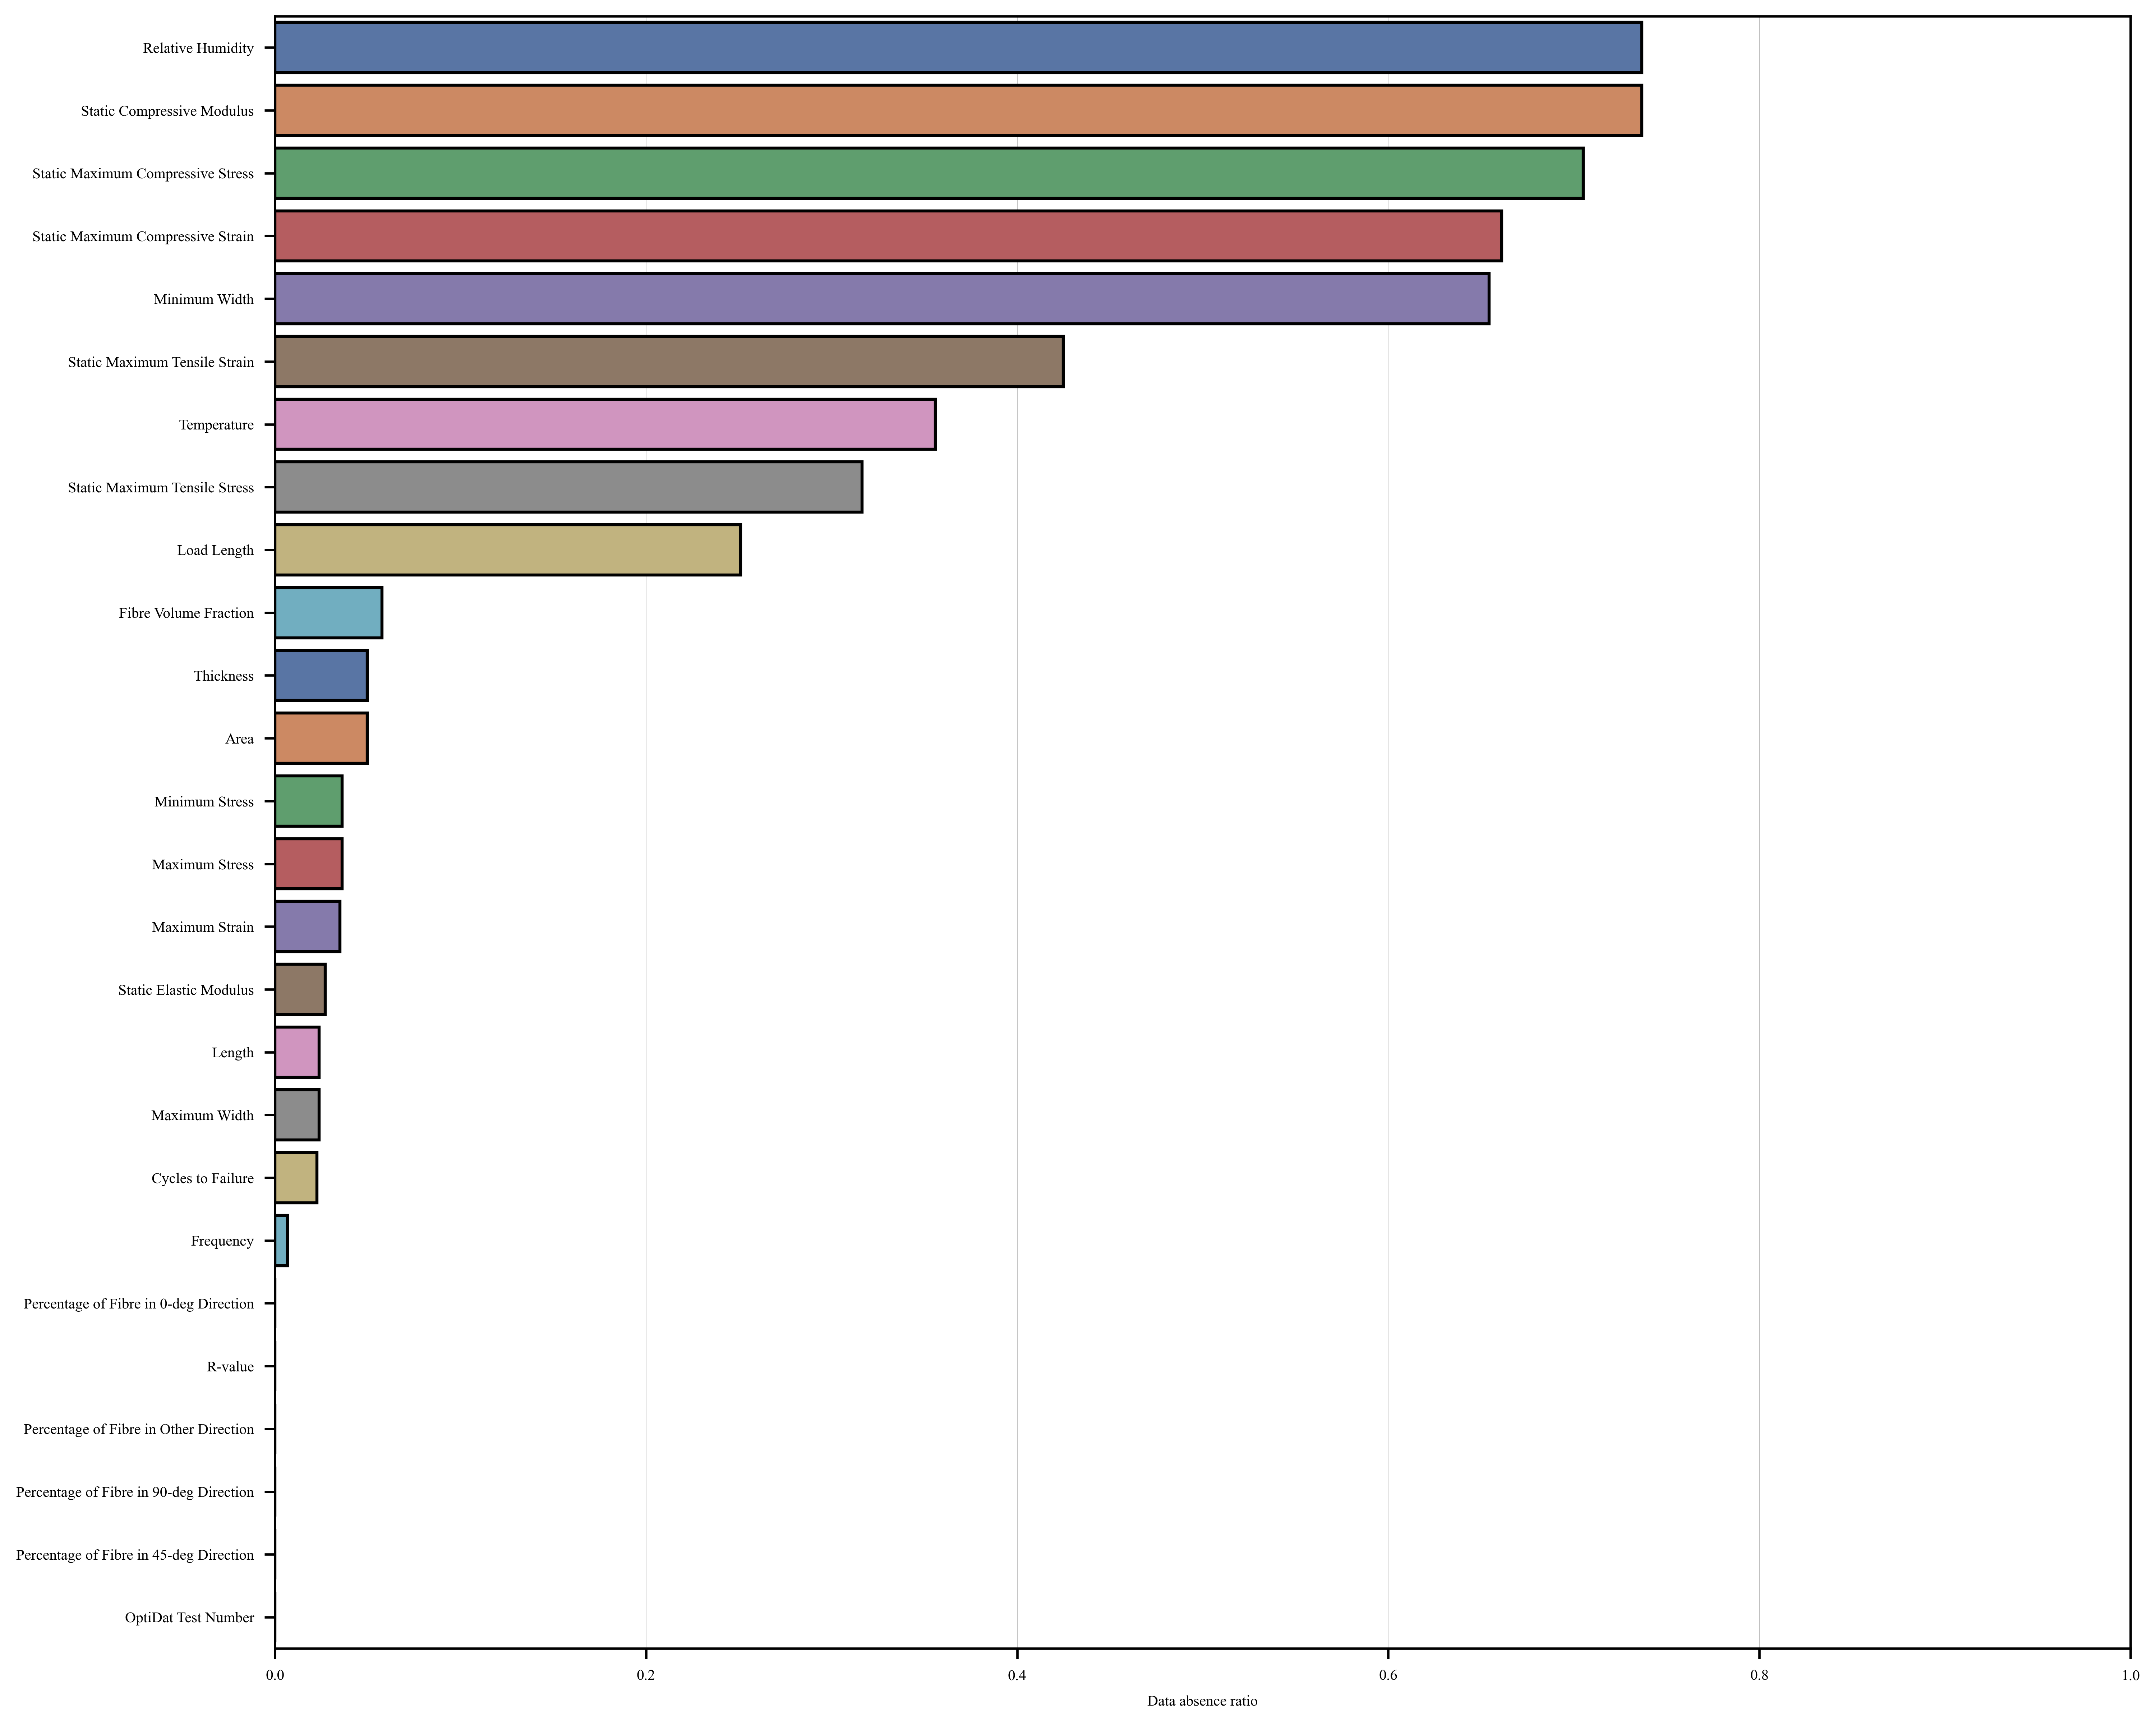 Relative Humidity
Static Compressive Modulus
Static Maximum Compressive Stress
Static Maximum Compressive Strain
Minimum Width
Static Maximum Tensile Strain
Temperature
Static Maximum Tensile Stress
Load Length
Fibre Volume Fraction
Thickness
Area
Minimum Stress
Maximum Stress
Maximum Strain
Static Elastic Modulus
Length
Maximum Width
Cycles to Failure
Frequency
Percentage of Fibre in 0-deg Direction
R-value
Percentage of Fibre in Other Direction
Percentage of Fibre in 90-deg Direction
Percentage of Fibre in 45-deg Direction
OptiDat Test Number
0.0 0.2 0.4 0.6 0.8 1.0
Data absence ratio